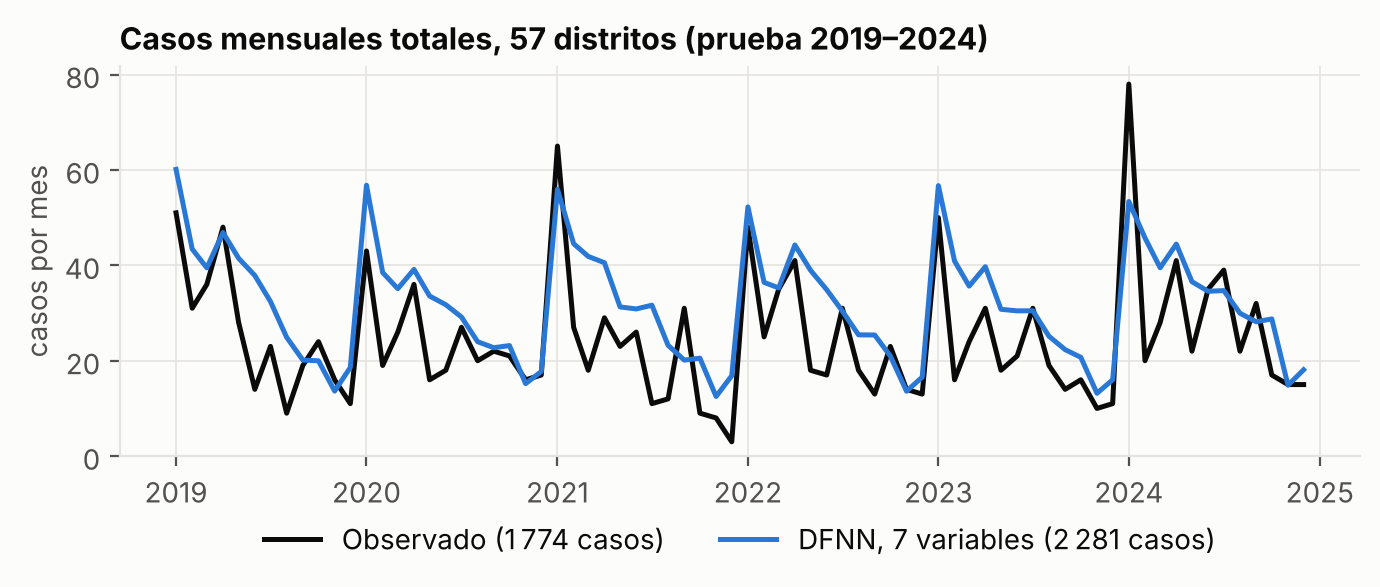 Casos mensuales totales, 57 distritos (prueba 2019–2024)
casos por mes
80
60
40
20
0
2019 2020 2021 2022 2023 2024 2025
Observado (1 774 casos) DFNN, 7 variables (2 281 casos)